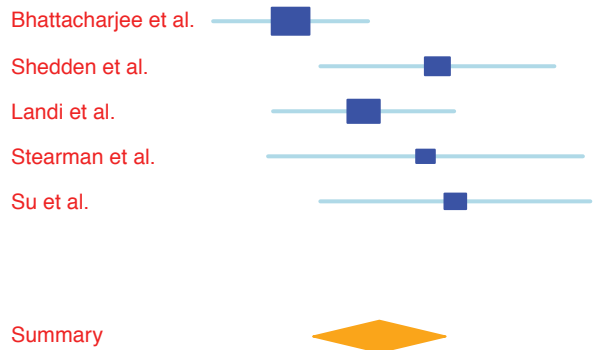 Bhattacharjee et al.
Shedden et al.
Landi et al.
Stearman et al.
Su et al.
Summary